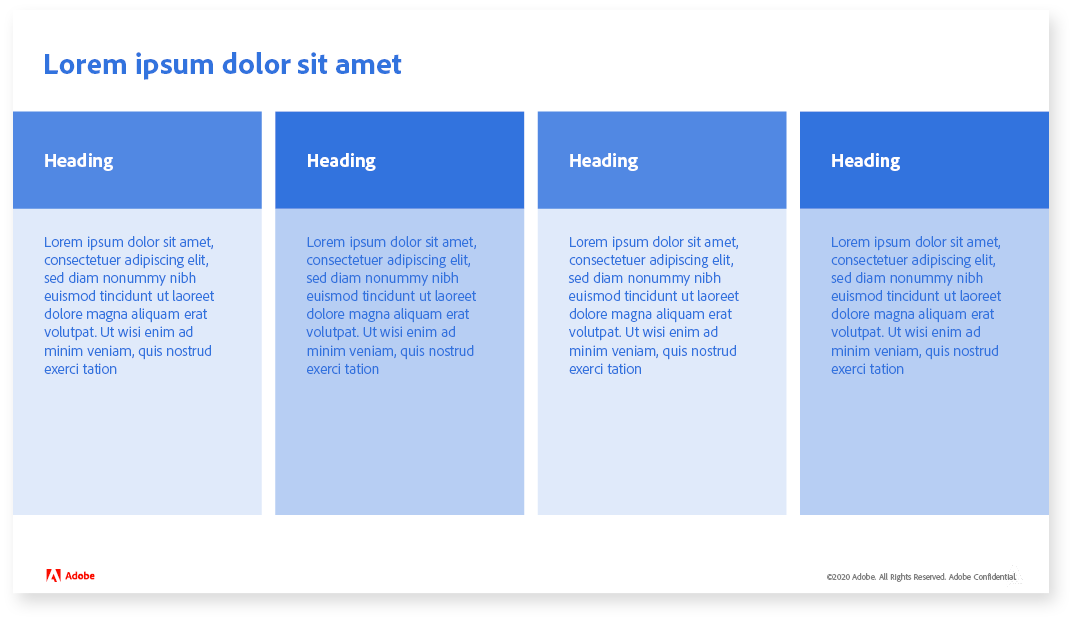 Lorem ipsum dolor sit amet
Heading
Lorem ipsum dolor sit amet,
consectetuer adipiscing elit,
sed diam nonummy nibh
euismod tincidunt ut laoreet
dolore magna aliquam erat
volutpat. Ut wisi enim ad
minim veniam, quis nostrud
exerci tation
Heading
Lorem ipsum dolor sit amet,
consectetuer adipiscing elit,
sed diam nonummy nibh
euismod tincidunt ut laoreet
dolore magna aliquam erat
volutpat. Ut wisi enim ad
minim veniam, quis nostrud
exerci tation
Heading
Lorem ipsum dolor sit amet,
consectetuer adipiscing elit,
sed diam nonummy nibh
euismod tincidunt ut laoreet
dolore magna aliquam erat
volutpat. Ut wisi enim ad
minim veniam, quis nostrud
exerci tation
Heading
Lorem ipsum dolor sit amet,
consectetuer adipiscing elit,
sed diam nonummy nibh
euismod tincidunt ut laoreet
dolore magna aliquam erat
volutpat. Ut wisi enim ad
minim veniam, quis nostrud
exerci tation
Adobe
©2020 Adobe. All Rights Reserved. Adobe Confidential.